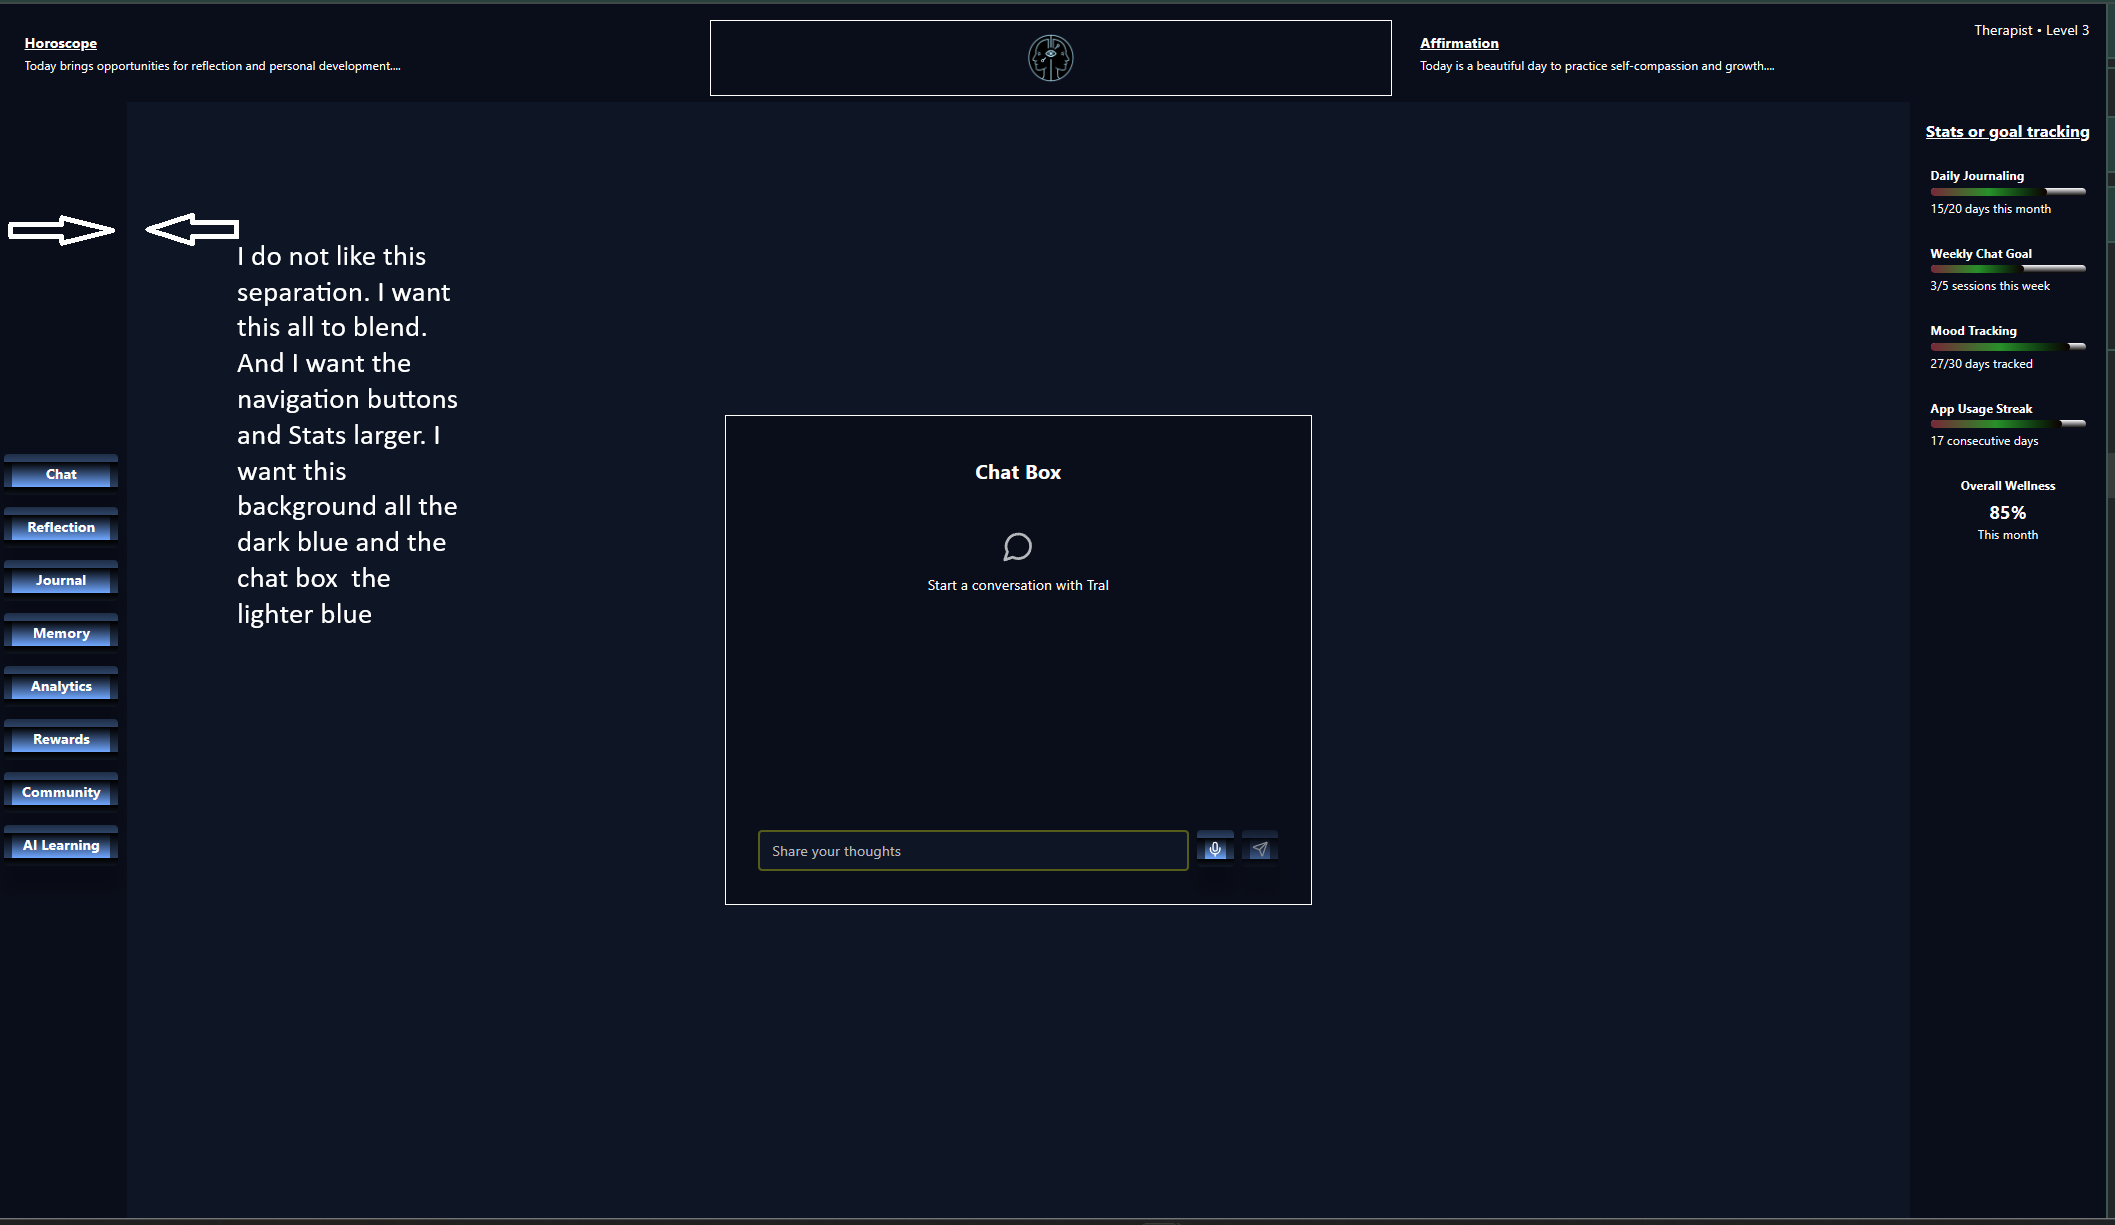 Horoscope
Today brings opportunities for reflection and personal development....
Affirmation
Today is a beautiful day to practice self-compassion and growth....
Therapist • Level 3
I do not like this
separation. I want
this all to blend.
And I want the
navigation buttons
and Stats larger. I
want this
background all the
dark blue and the
chat box  the
lighter blue
Chat
Reflection
Journal
Memory
Analytics
Rewards
Community
AI Learning
Chat Box
Start a conversation with Tral
Share your thoughts
Stats or goal tracking
Daily Journaling
15/20 days this month
Weekly Chat Goal
3/5 sessions this week
Mood Tracking
27/30 days tracked
App Usage Streak
17 consecutive days
Overall Wellness
85%
This month